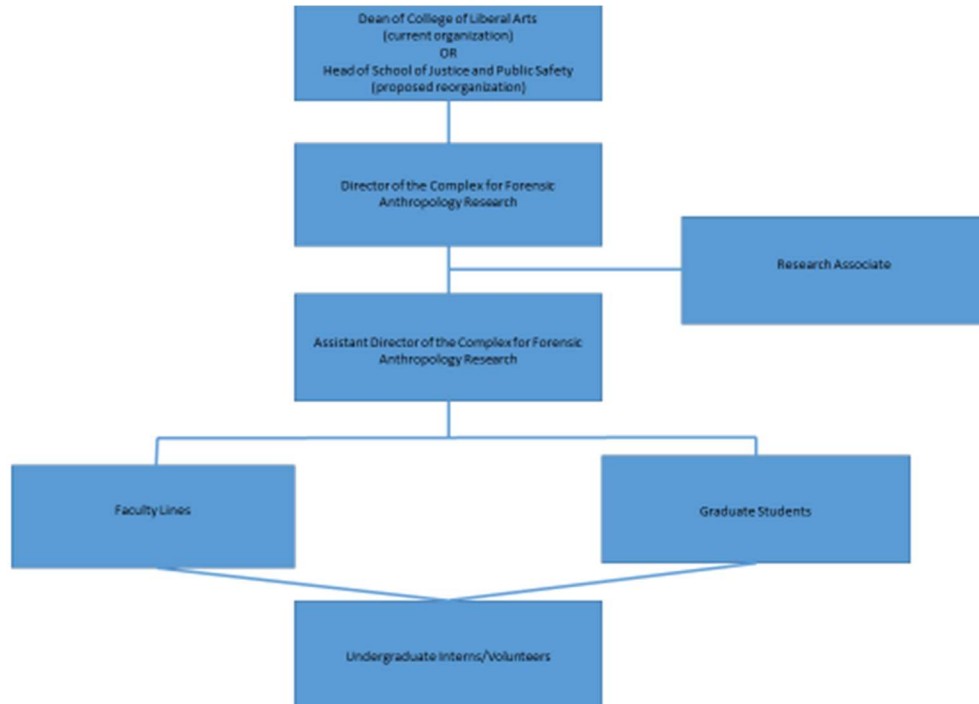 Dean of College of Liberal Arts
(current organization)
OR
Head of School of Justice and Public Safety
(proposed reorganization)
Director of the Complex for Forensic
Anthropology Research
Research Associate
Assistant Director of the Complex for Forensic
Anthropology Research
Faculty Lines
Graduate Students
Undergraduate Interns/Volunteers